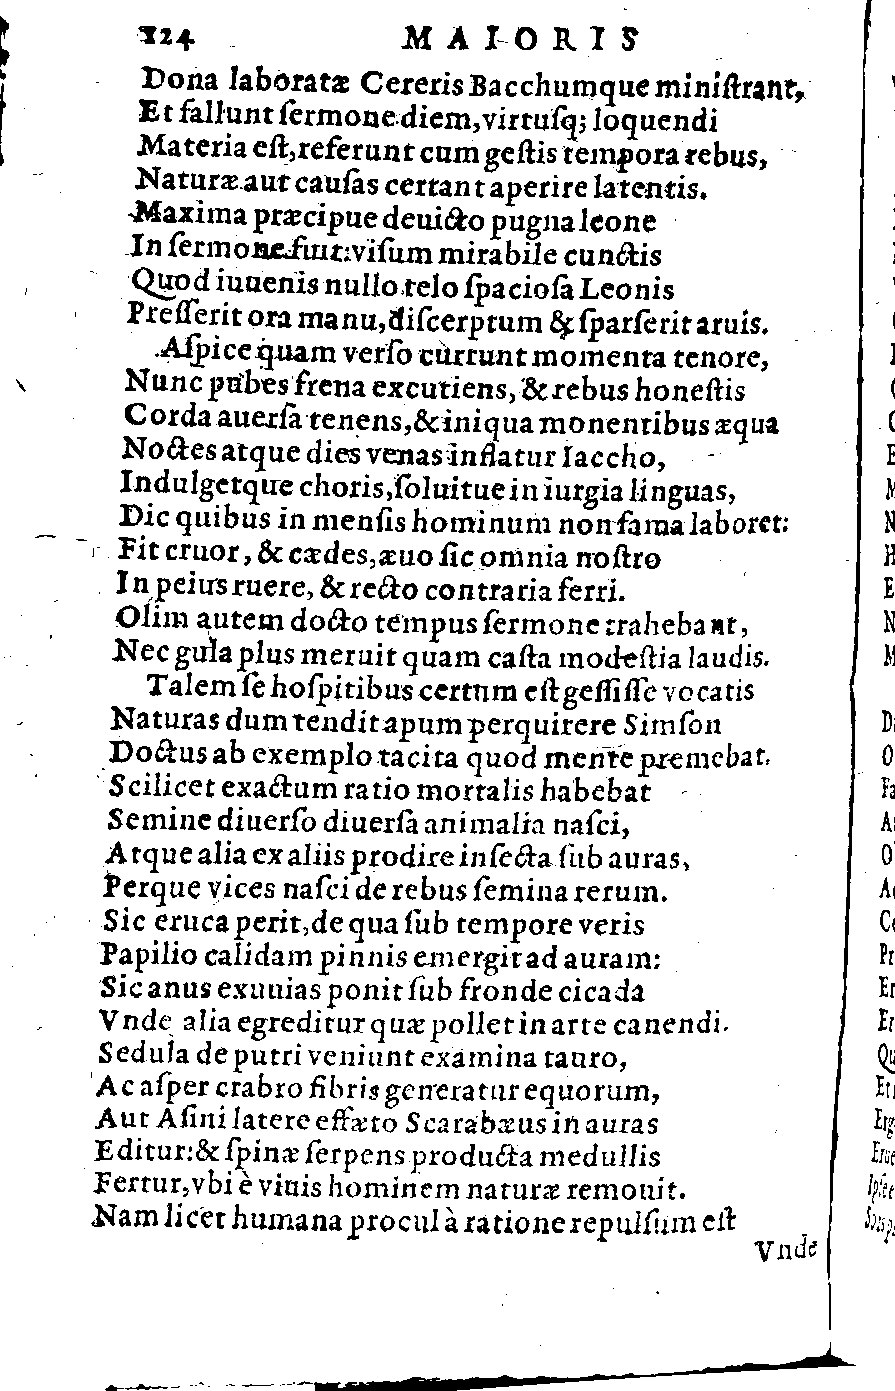 124 MAIORIS
Dona laboratæ Cereris Bacchumque miniſtrant,
Et fallunt ſermone diem, virtuſq; loquendi
Materia eſt, referunt cum geſtis tempora rebus,
Naturæ aut cauſas certant aperire latentis.
Maxima præcipue deuicto pugna leone
In ſermone fuit: viſum mirabile cunctis
Quod iuuenis nullo telo ſpacioſa Leonis
Preſſerit ora manu, diſcerptum & ſparſerit aruis.
Aſpice quam verſo currunt momenta tenore,
Nunc pubes frena excutiens, & rebus honeſtis
Corda auerſa tenens, & iniqua monentibus æqua
Noctes atque dies venas inflatur Iaccho,
Indulgetque choris, ſoluitue in iurgia linguas,
Dic quibus in menſis hominum non fama laboret:
Fit cruor, & cædes, æuo ſic omnia noſtro
In peius ruere, & recto contraria ferri.
Olim autem docto tempus ſermone trahebant,
Nec gula plus meruit quam caſta modeſtia laudis.
Talem ſe hoſpitibus certum eſt geſſiſſe vocatis
Naturas dum tendit apum perquirere Simſon
Doctus ab exemplo tacita quod mente premebat.
Scilicet exactum ratio mortalis habebat
Semine diuerſo diuerſa animalia naſci,
Atque alia ex aliis prodire inſecta ſub auras,
Perque vices naſci de rebus ſemina rerum.
Sic eruca perit, de qua ſub tempore veris
Papilio calidam pinnis emergit ad auram:
Sic anus exuuias ponit ſub fronde cicada
Vnde alia egreditur quæ pollet in arte canendi.
Sedula de putri veniunt examina tauro,
Ac aſper crabro fibris generatur equorum,
Aut Aſini latere effæto Scarabæus in auras
Editur: & ſpinæ ſerpens producta medullis
Fertur, vbi è viuis hominem naturæ remouit.
Nam licet humana procul à ratione repulſum eſt
Vnde